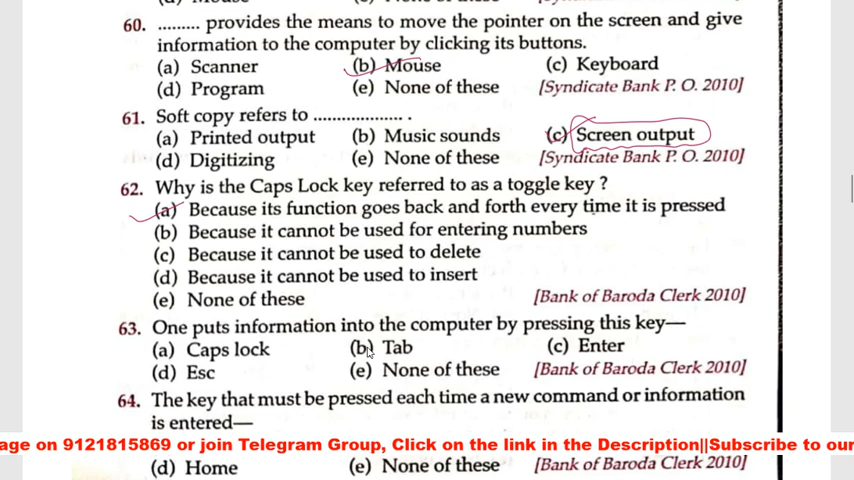 60. ......... provides the means to move the pointer on the screen and give
information to the computer by clicking its buttons.
(a) Scanner (b) Mouse (c) Keyboard
(d) Program (e) None of these [Syndicate Bank P. O. 2010]
61. Soft copy refers to ................... .
(a) Printed output (b) Music sounds (c) Screen output
(d) Digitizing (e) None of these [Syndicate Bank P. O. 2010]
62. Why is the Caps Lock key referred to as a toggle key ?
(a) Because its function goes back and forth every time it is pressed
(b) Because it cannot be used for entering numbers
(c) Because it cannot be used to delete
(d) Because it cannot be used to insert
(e) None of these [Bank of Baroda Clerk 2010]
63. One puts information into the computer by pressing this key—
(a) Caps lock (b) Tab (c) Enter
(d) Esc (e) None of these [Bank of Baroda Clerk 2010]
64. The key that must be pressed each time a new command or information
is entered—
age on 9121815869 or join Telegram Group, Click on the link in the Description||Subscribe to our
(d) Home (e) None of these [Bank of Baroda Clerk 2010]